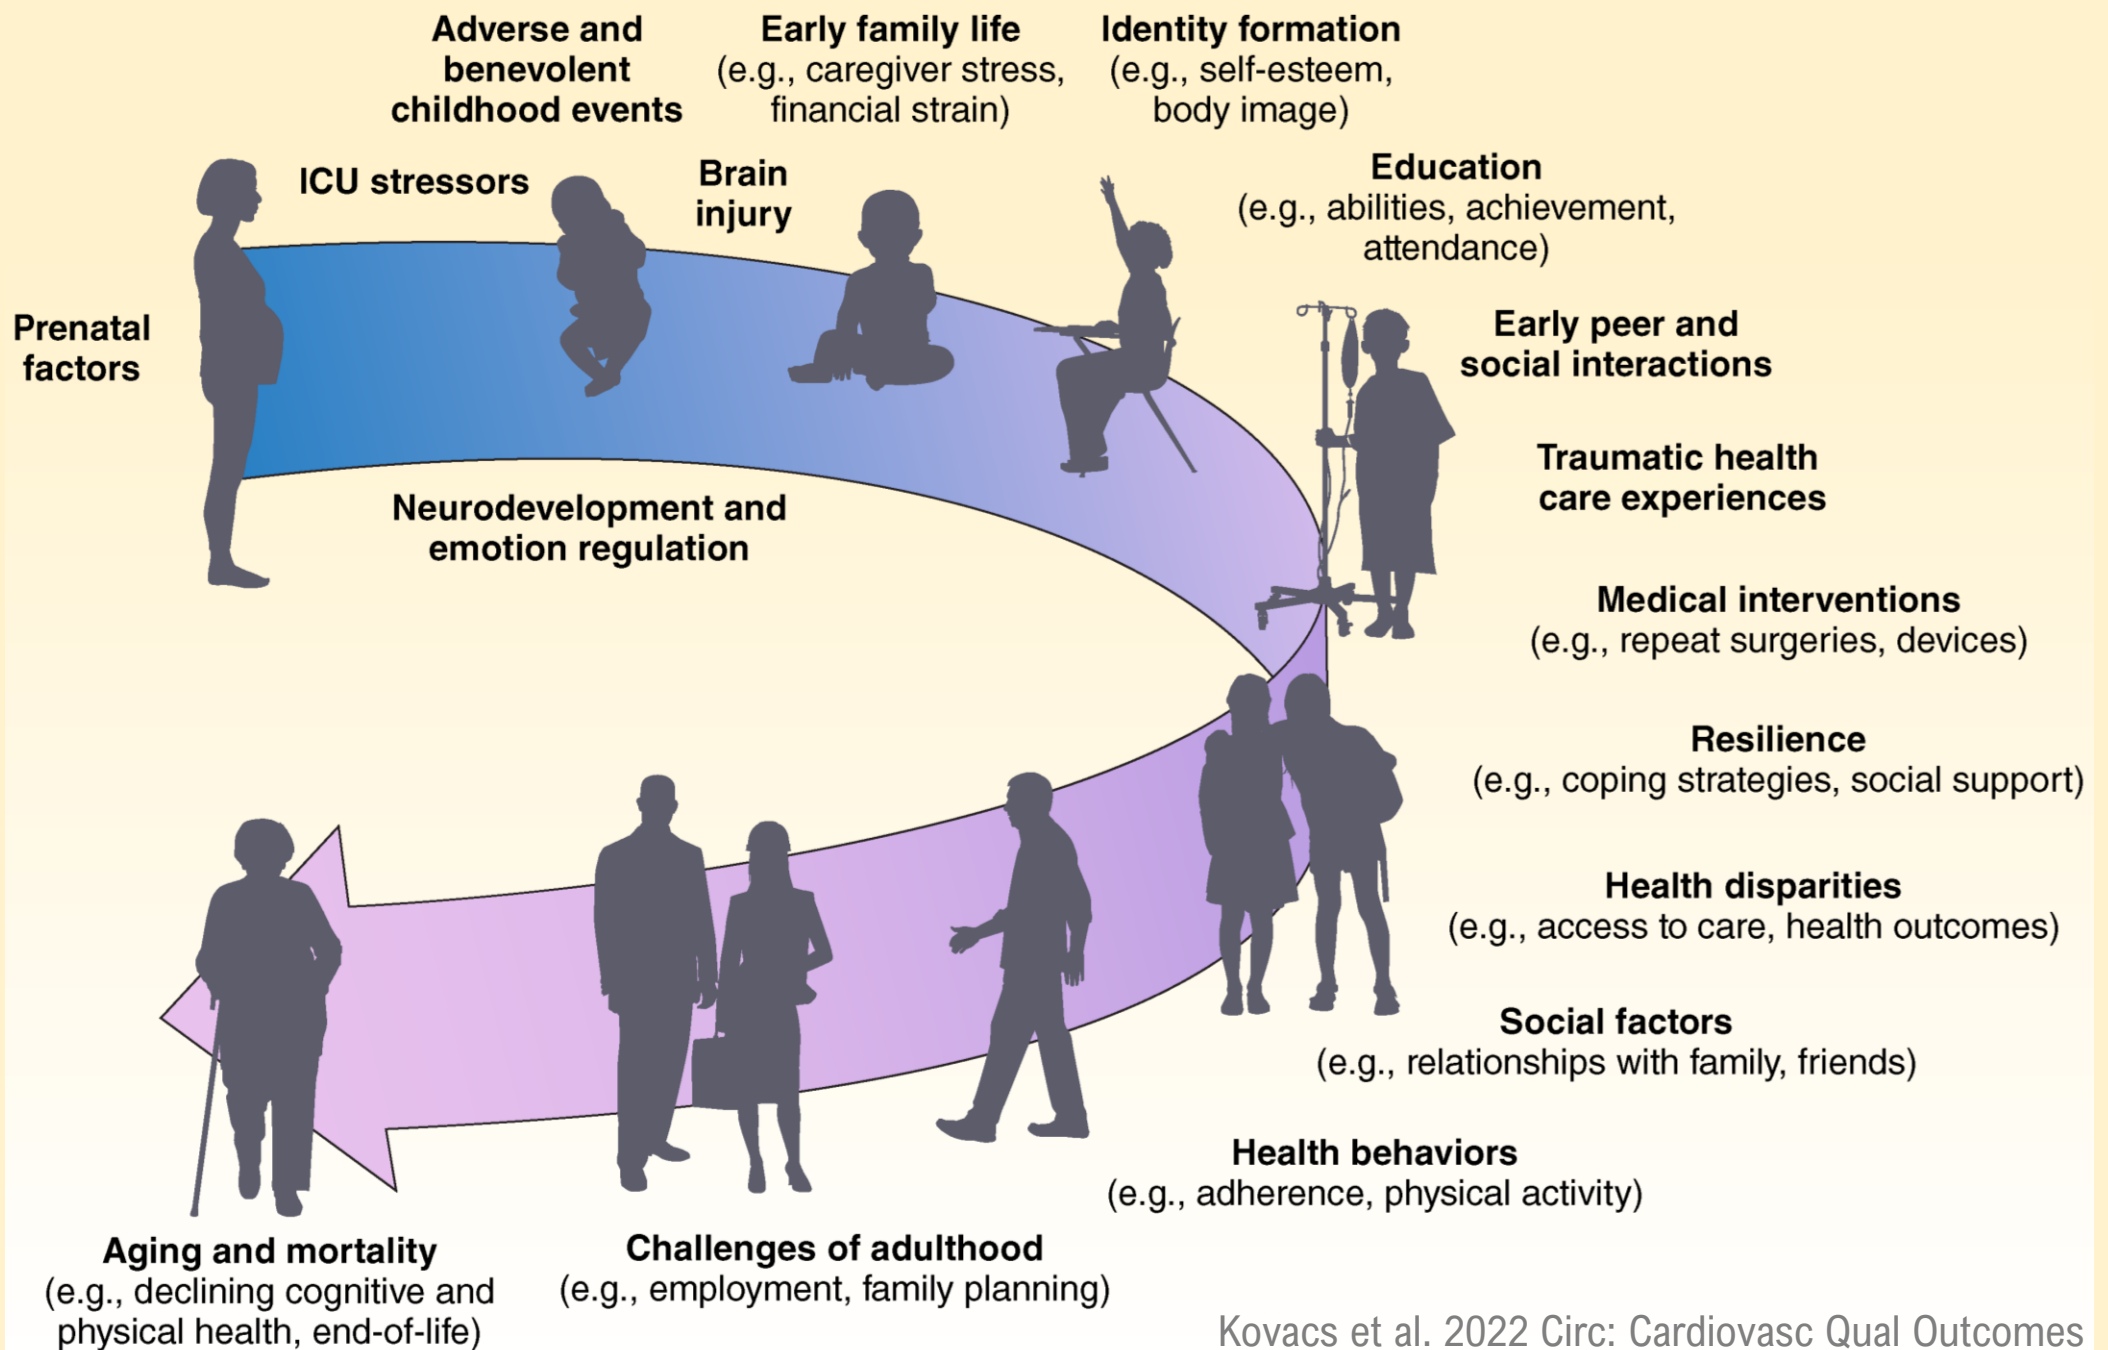 Adverse and
benevolent
childhood events
Early family life
(e.g., caregiver stress,
financial strain)
Identity formation
(e.g., self-esteem,
body image)
ICU stressors
Brain
injury
Education
(e.g., abilities, achievement,
attendance)
Prenatal
factors
Early peer and
social interactions
Traumatic health
care experiences
Neurodevelopment and
emotion regulation
Medical interventions
(e.g., repeat surgeries, devices)
Resilience
(e.g., coping strategies, social support)
Health disparities
(e.g., access to care, health outcomes)
Social factors
(e.g., relationships with family, friends)
Health behaviors
(e.g., adherence, physical activity)
Challenges of adulthood
(e.g., employment, family planning)
Aging and mortality
(e.g., declining cognitive and
physical health, end-of-life)
Kovacs et al. 2022 Circ: Cardiovasc Qual Outcomes